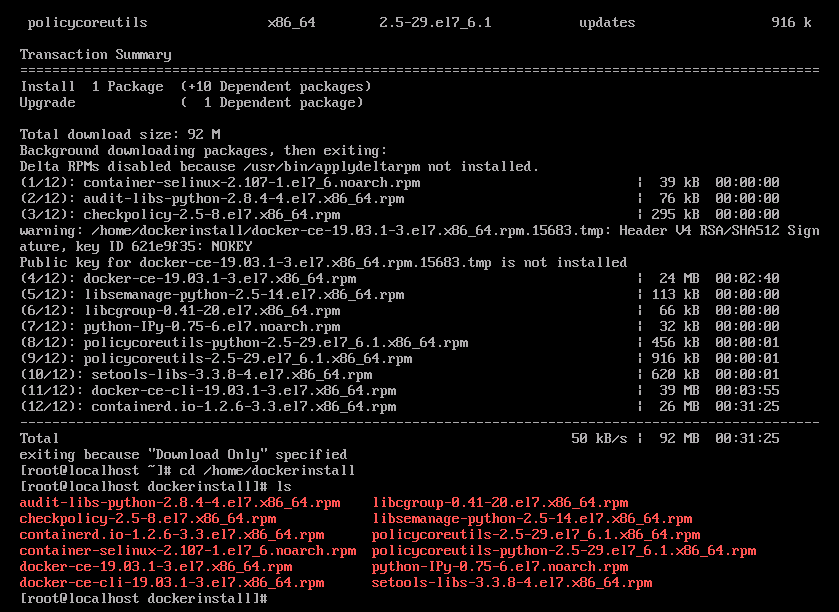 policycoreutils x86_64 2.5-29.el7_6.1 updates 916 k
Transaction Summary
================================================================================
Install 1 Package (+10 Dependent packages)
Upgrade ( 1 Dependent package)
Total download size: 92 M
Background downloading packages, then exiting:
Delta RPMs disabled because /usr/bin/applydeltarpm not installed.
(1/12): container-selinux-2.107-1.el7_6.noarch.rpm | 39 kB 00:00:00
(2/12): audit-libs-python-2.8.4-4.el7.x86_64.rpm | 76 kB 00:00:00
(3/12): checkpolicy-2.5-8.el7.x86_64.rpm | 295 kB 00:00:00
warning: /home/dockerinstall/docker-ce-19.03.1-3.el7.x86_64.rpm.15683.tmp: Header V4 RSA/SHA512 Sign
ature, key ID 621e9f35: NOKEY
Public key for docker-ce-19.03.1-3.el7.x86_64.rpm.15683.tmp is not installed
(4/12): docker-ce-19.03.1-3.el7.x86_64.rpm | 24 MB 00:02:40
(5/12): libsemanage-python-2.5-14.el7.x86_64.rpm | 113 kB 00:00:00
(6/12): libcgroup-0.41-20.el7.x86_64.rpm | 66 kB 00:00:00
(7/12): python-IPy-0.75-6.el7.noarch.rpm | 32 kB 00:00:00
(8/12): policycoreutils-python-2.5-29.el7_6.1.x86_64.rpm | 456 kB 00:00:01
(9/12): policycoreutils-2.5-29.el7_6.1.x86_64.rpm | 916 kB 00:00:01
(10/12): setools-libs-3.3.8-4.el7.x86_64.rpm | 620 kB 00:00:01
(11/12): docker-ce-cli-19.03.1-3.el7.x86_64.rpm | 39 MB 00:03:55
(12/12): containerd.io-1.2.6-3.3.el7.x86_64.rpm | 26 MB 00:31:25
--------------------------------------------------------------------------------
Total 50 kB/s | 92 MB 00:31:25
exiting because "Download Only" specified
[root@localhost ~]# cd /home/dockerinstall
[root@localhost dockerinstall]# ls
audit-libs-python-2.8.4-4.el7.x86_64.rpm libcgroup-0.41-20.el7.x86_64.rpm
checkpolicy-2.5-8.el7.x86_64.rpm libsemanage-python-2.5-14.el7.x86_64.rpm
containerd.io-1.2.6-3.3.el7.x86_64.rpm policycoreutils-2.5-29.el7_6.1.x86_64.rpm
container-selinux-2.107-1.el7_6.noarch.rpm policycoreutils-python-2.5-29.el7_6.1.x86_64.rpm
docker-ce-19.03.1-3.el7.x86_64.rpm python-IPy-0.75-6.el7.noarch.rpm
docker-ce-cli-19.03.1-3.el7.x86_64.rpm setools-libs-3.3.8-4.el7.x86_64.rpm
[root@localhost dockerinstall]#